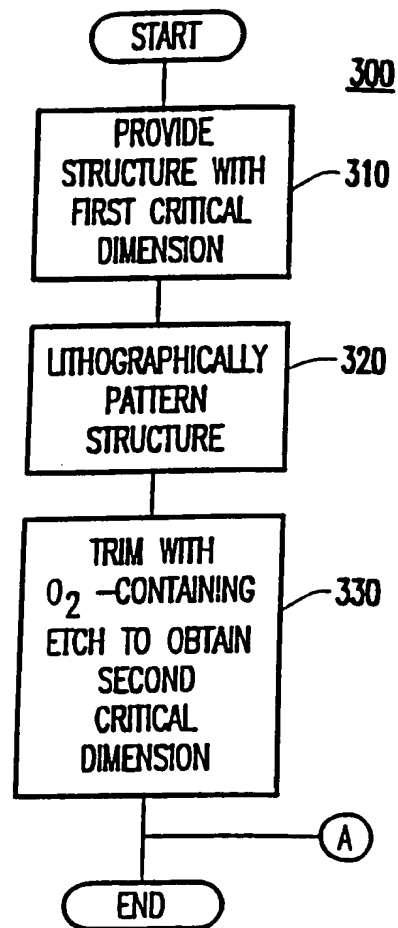 START
300
PROVIDE
STRUCTURE WITH
FIRST CRITICAL
DIMENSION
310
LITHOGRAPHICALLY
PATTERN
STRUCTURE
320
TRIM WITH
O₂ -CONTAINING
ETCH TO OBTAIN
SECOND
CRITICAL
DIMENSION
330
A
END